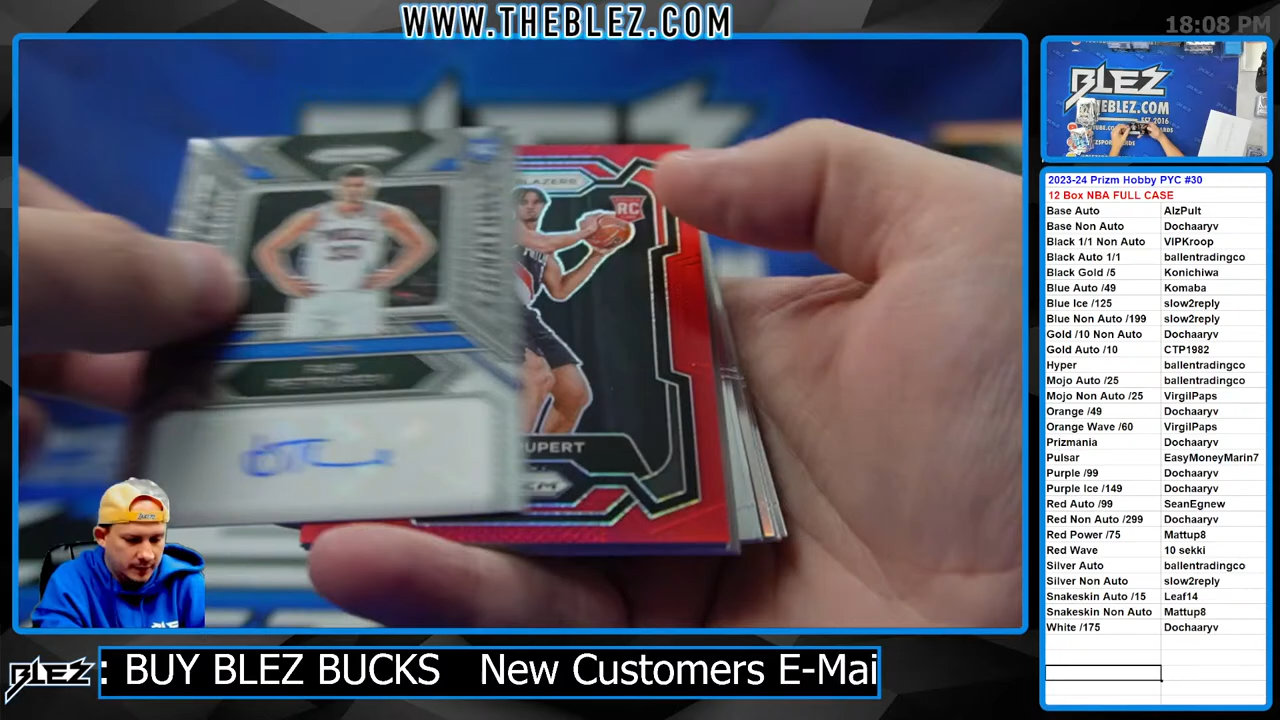 WWW.THEBLEZ.COM
18:08 PM
BLEZ
THEBLEZ.COM
EST. 2016
BLAZERS
RC
UPERT
2023-24 Prizm Hobby PYC #30
12 Box NBA FULL CASE
Base Auto AlzPult
Base Non Auto Dochaaryv
Black 1/1 Non Auto VIPKroop
Black Auto 1/1 ballentradingco
Black Gold /5 Konichiwa
Blue Auto /49 Komaba
Blue Ice /125 slow2reply
Blue Non Auto /199 slow2reply
Gold /10 Non Auto Dochaaryv
Gold Auto /10 CTP1982
Hyper ballentradingco
Mojo Auto /25 ballentradingco
Mojo Non Auto /25 VirgilPaps
Orange /49 Dochaaryv
Orange Wave /60 VirgilPaps
Prizmania Dochaaryv
Pulsar EasyMoneyMarin7
Purple /99 Dochaaryv
Purple Ice /149 Dochaaryv
Red Auto /99 SeanEgnew
Red Non Auto /299 Dochaaryv
Red Power /75 Mattup8
Red Wave 10 sekki
Silver Auto ballentradingco
Silver Non Auto slow2reply
Snakeskin Auto /15 Leaf14
Snakeskin Non Auto Mattup8
White /175 Dochaaryv
BLEZ
: BUY BLEZ BUCKS New Customers E-Mai